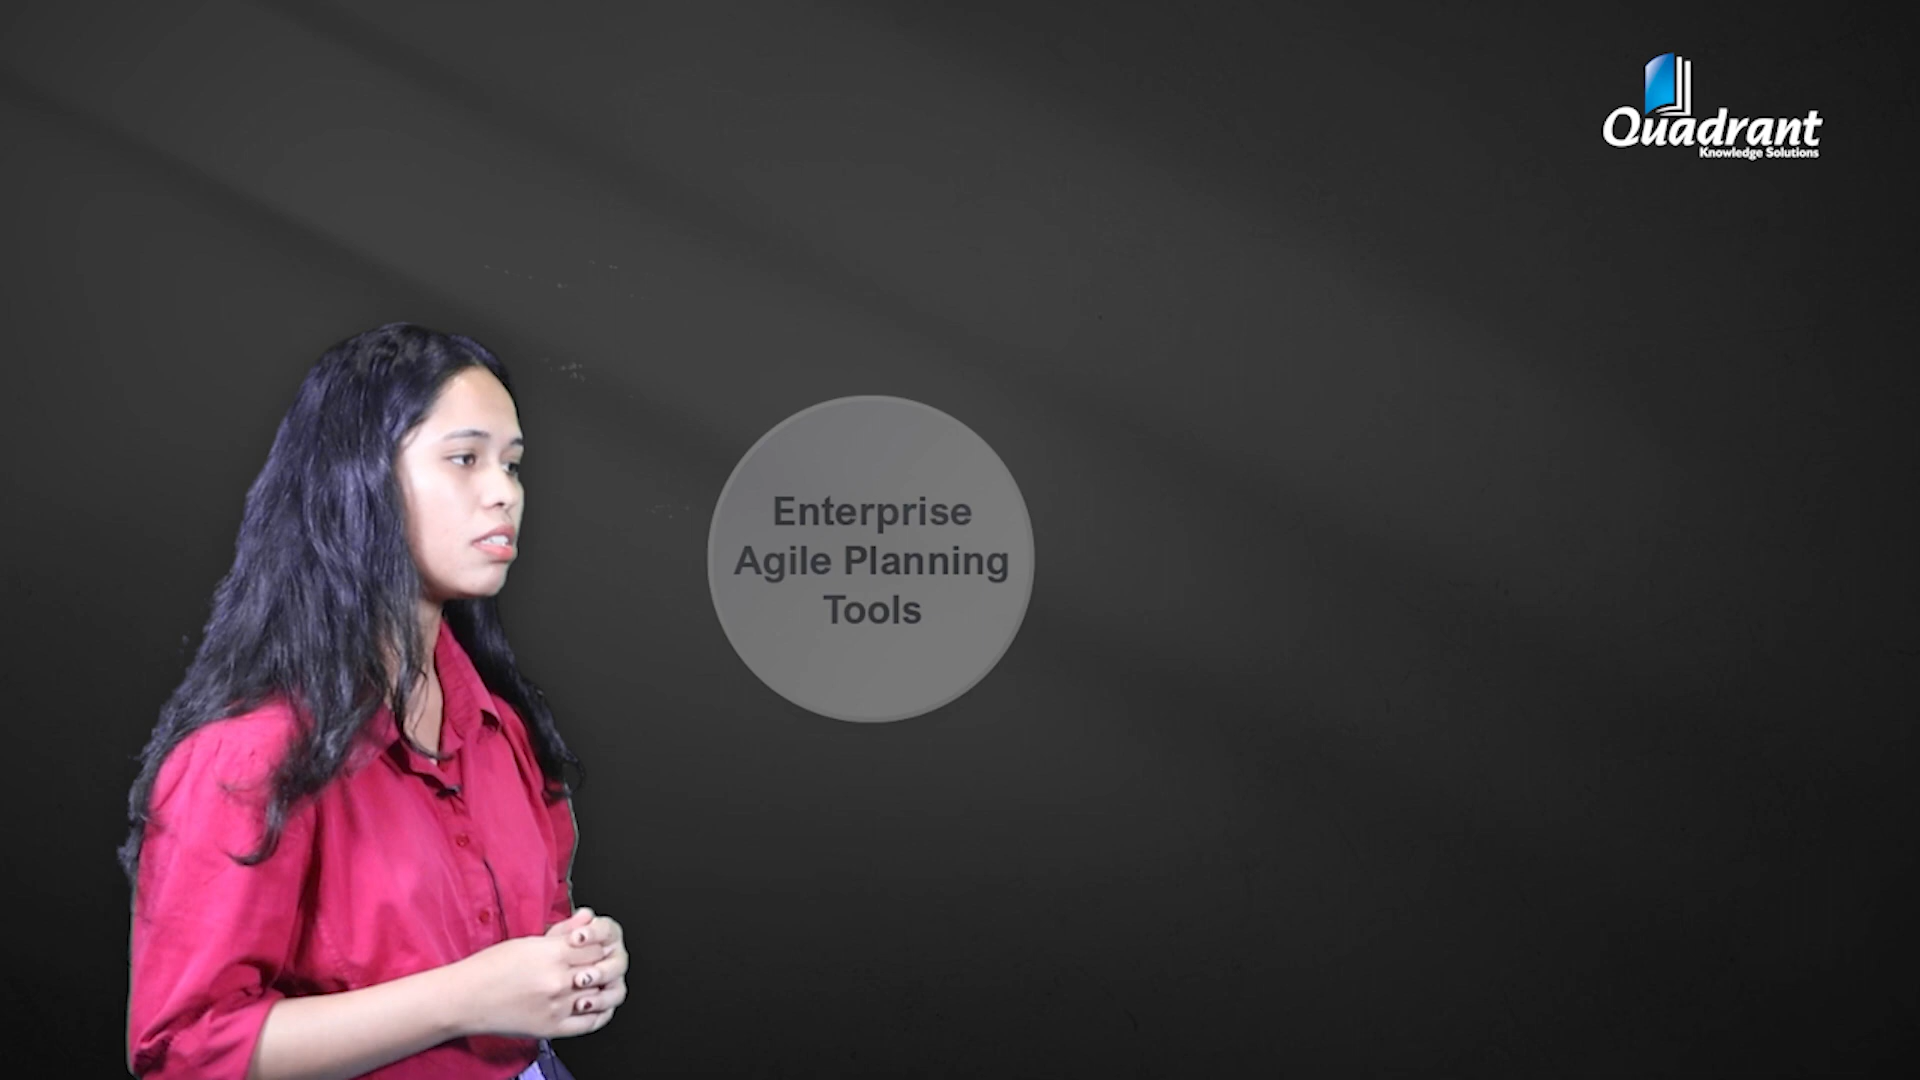 Quadrant
Knowledge Solutions
Enterprise
Agile Planning
Tools